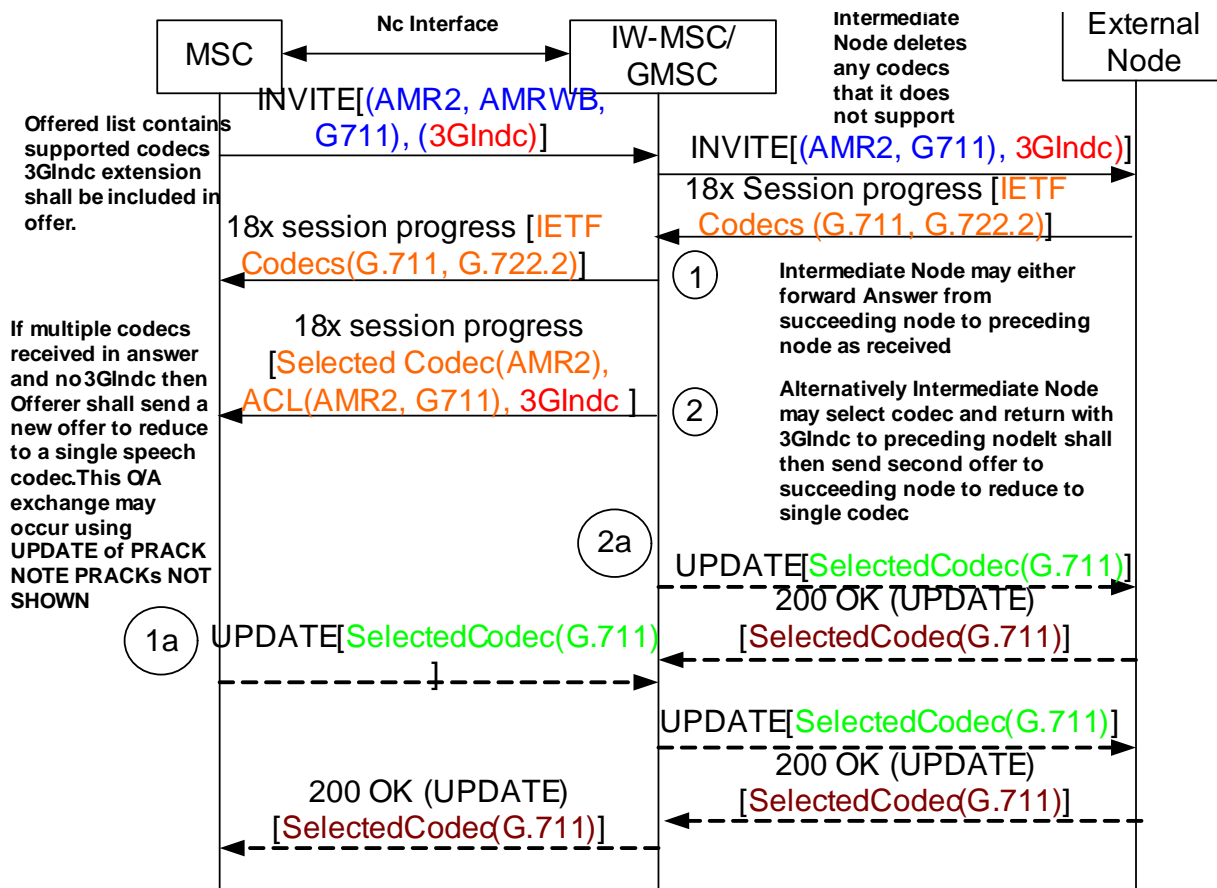 MSC
Nc Interface
IW-MSC/
GMSC
Intermediate
Node deletes
any codecs
that it does
not support
External
Node
Offered list contains
supported codecs
3GIndc extension
shall be included in
offer.
INVITE[(AMR2, AMRWB,
G711), (3GIndc)]
INVITE[(AMR2, G711), 3GIndc)]
18x Session Progress [IETF
Codecs (G.711, G.722.2)]
18x session progress [IETF
Codecs(G.711, G.722.2)]
1
Intermediate Node may either
forward Answer from
succeeding node to preceding
node as received
If multiple codecs
received in answer
and no 3GIndc then
Offerer shall send a
new offer to reduce
to a single speech
codec.This O/A
exchange may
occur using
UPDATE of PRACK
NOTE PRACKs NOT
SHOWN
18x session progress
[Selected Codec(AMR2),
ACL(AMR2, G711), 3GIndc ]
2
Alternatively Intermediate Node
may select codec and return with
3GIndc to preceding nodeIt shall
then send second offer to
succeeding node to reduce to
single codec
2a
UPDATE[SelectedCodec(G.711)]
200 OK (UPDATE)
[SelectedCodec(G.711)]
1a
UPDATE[SelectedCodec(G.711)
]
UPDATE[SelectedCodec(G.711)]
200 OK (UPDATE)
[SelectedCodec(G.711)]
200 OK (UPDATE)
[SelectedCodec(G.711)]